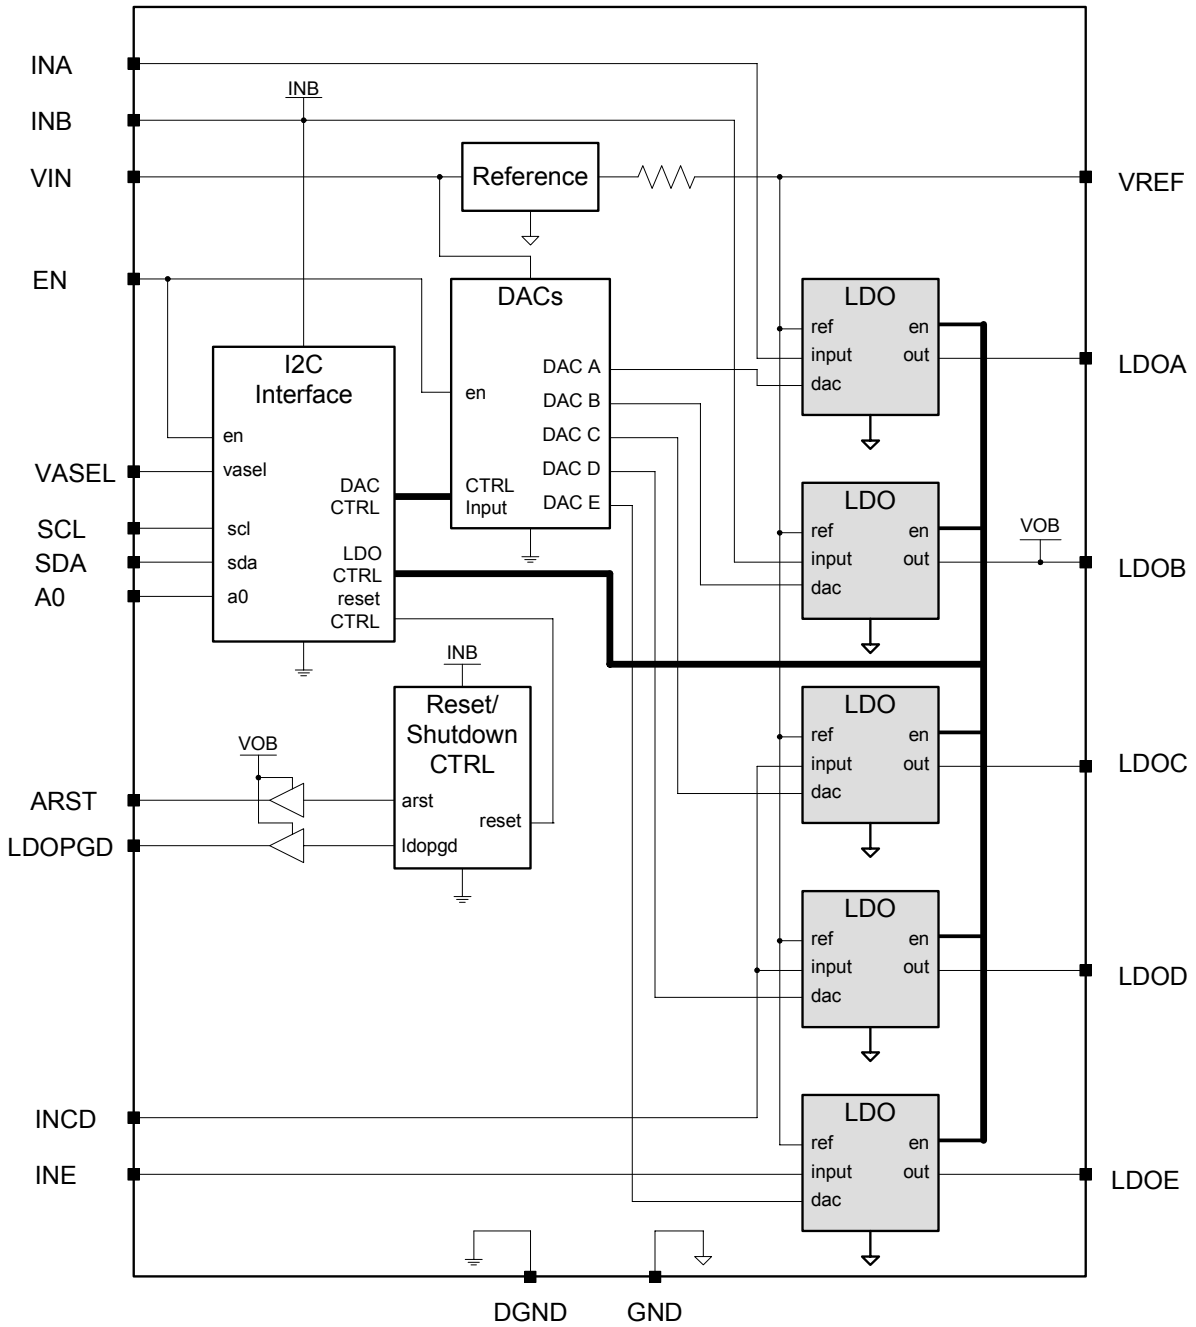 INA
INB
INB
VIN
Reference
VREF
EN
DACs
en
DAC A
DAC B
DAC C
DAC D
DAC E
CTRL
Input
I2C
Interface
en
vasel
scl
sda
a0
DAC
CTRL
LDO
CTRL
reset
CTRL
VASEL
SCL
SDA
A0
LDO
ref
en
input
out
dac
LDOA
LDO
ref
en
input
out
dac
VOB
LDOB
INB
Reset/
Shutdown
CTRL
arst
reset
ldopgd
VOB
ARST
LDOPGD
LDO
ref
en
input
out
dac
LDOC
LDO
ref
en
input
out
dac
LDOD
INCD
INE
LDO
ref
en
input
out
dac
LDOE
DGND
GND